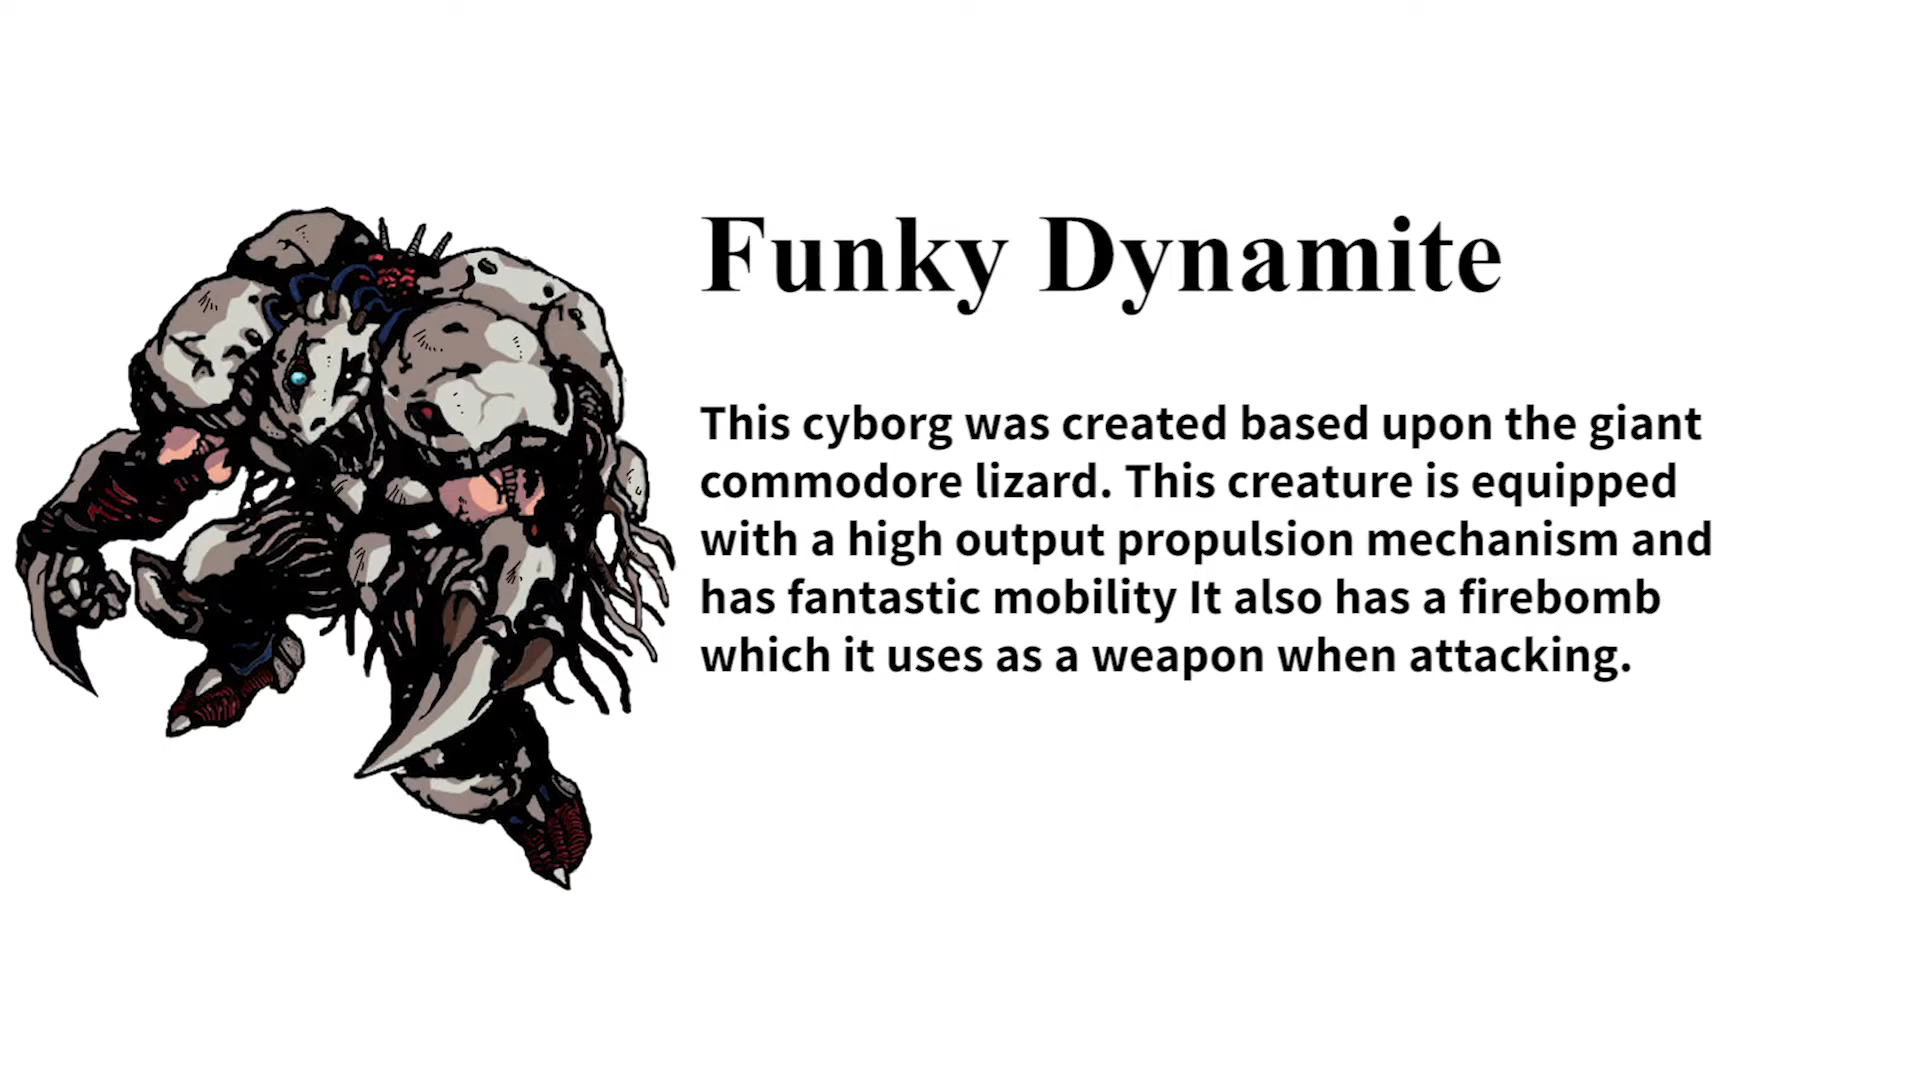 Funky Dynamite
This cyborg was created based upon the giant
commodore lizard. This creature is equipped
with a high output propulsion mechanism and
has fantastic mobility It also has a firebomb
which it uses as a weapon when attacking.